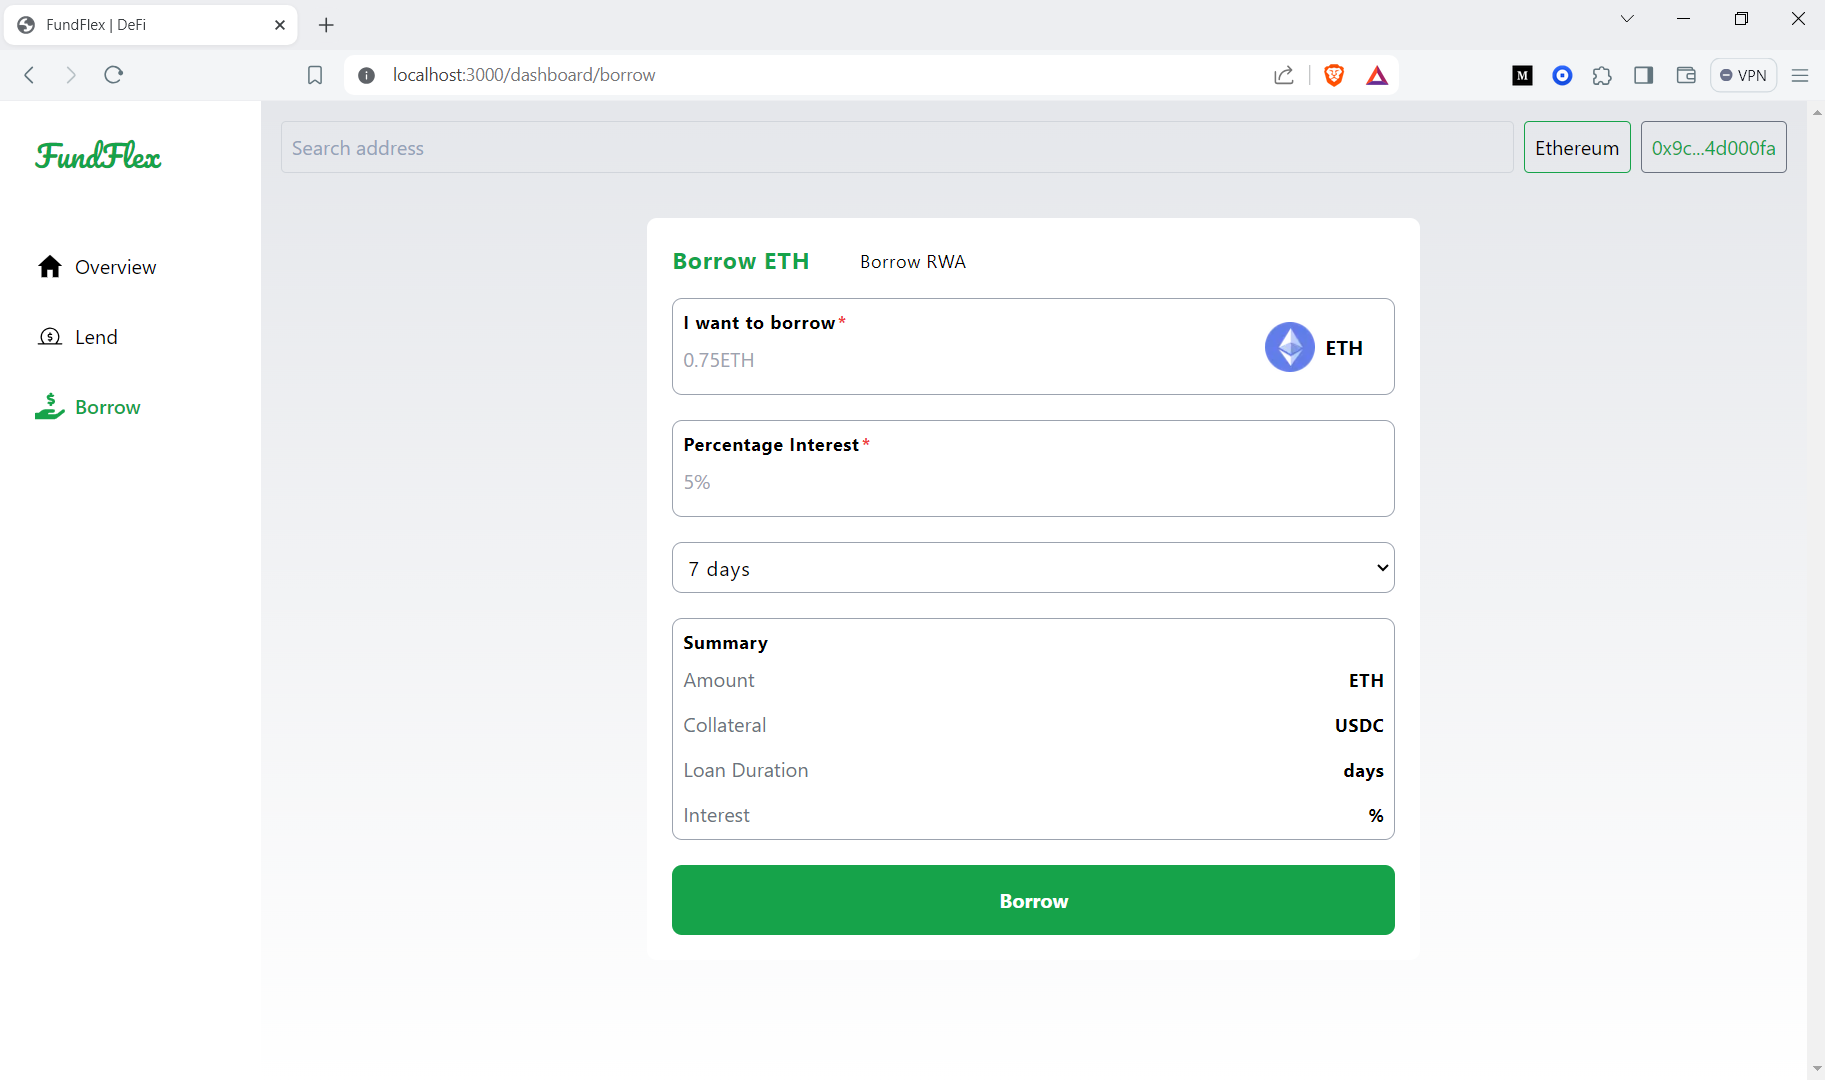 FundFlex | DeFi
localhost:3000/dashboard/borrow
M
VPN
FundFlex
Search address
Ethereum
0x9c...4d000fa
Overview
Lend
Borrow
Borrow ETH
Borrow RWA
I want to borrow*
0.75ETH
ETH
Percentage Interest*
5%
7 days
Summary
Amount
ETH
Collateral
USDC
Loan Duration
days
Interest
%
Borrow